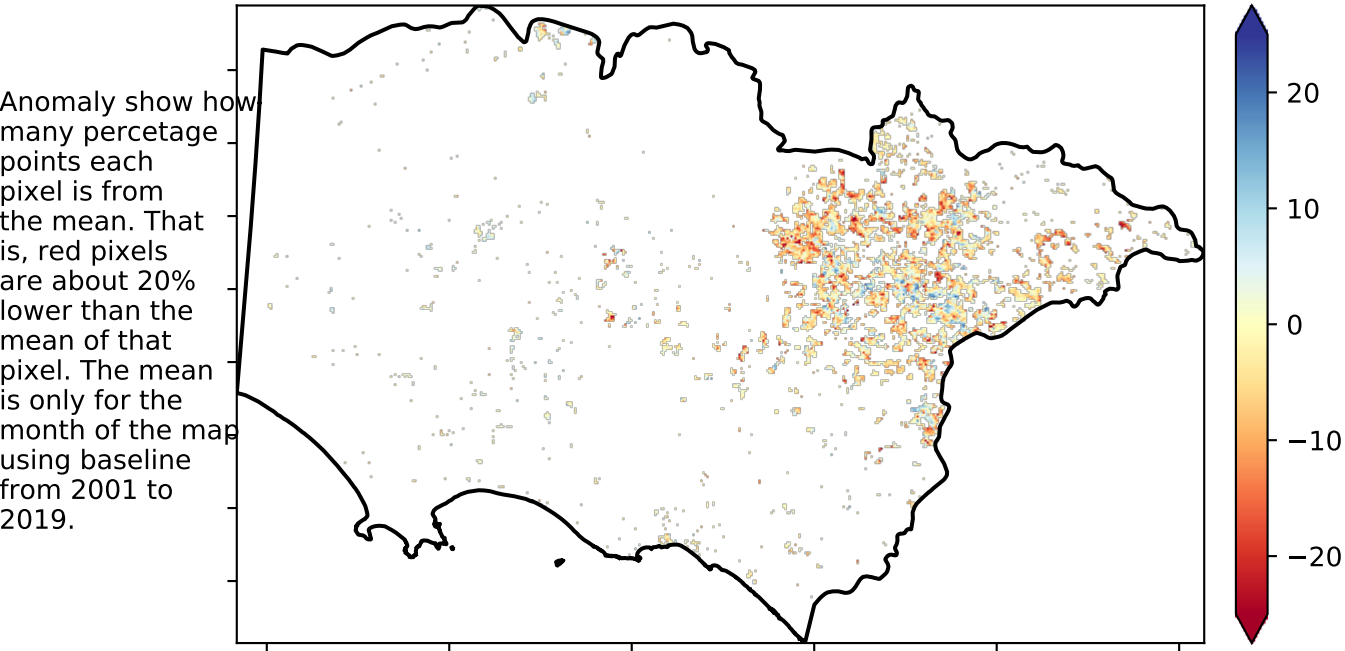 Anomaly show how
many percetage
points each
pixel is from
the mean. That
is, red pixels
are about 20%
lower than the
mean of that
pixel. The mean
is only for the
month of the map
using baseline
from 2001 to
2019.
20
10
0
−10
−20